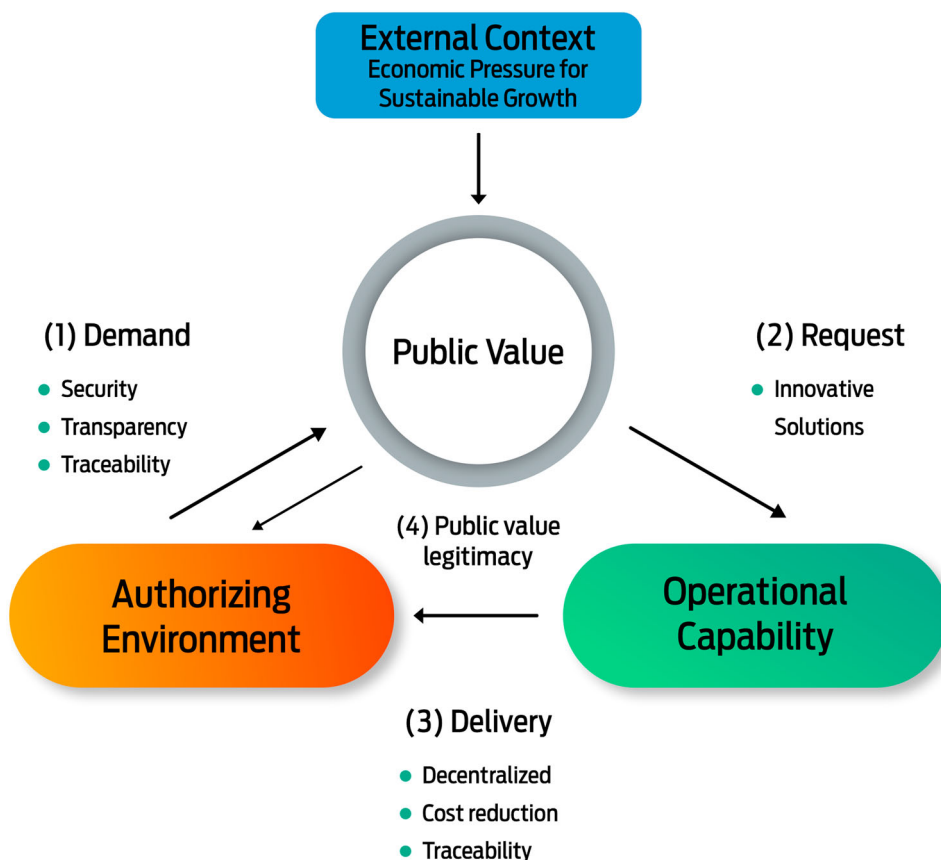 External Context
Economic Pressure for
Sustainable Growth
(1) Demand
Security
Transparency
Traceability
Public Value
(2) Request
Innovative
Solutions
(4) Public value
legitimacy
Authorizing
Environment
Operational
Capability
(3) Delivery
Decentralized
Cost reduction
Traceability